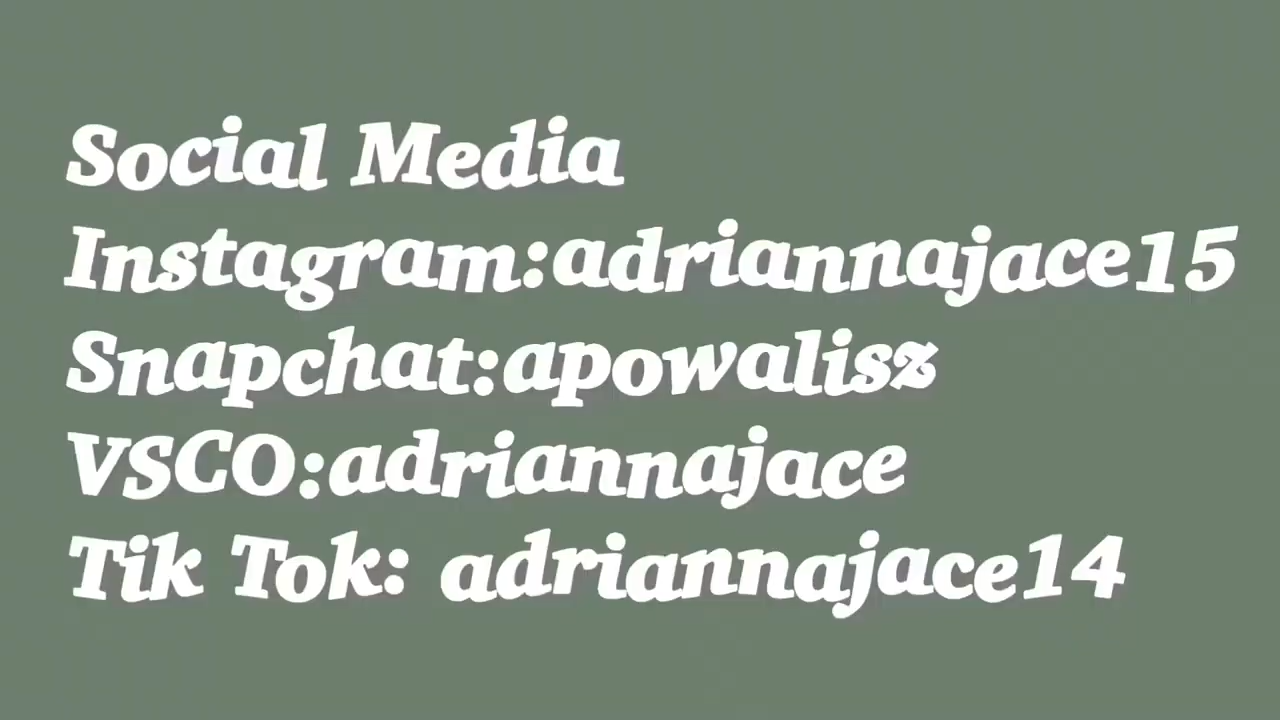 Social Media
Instagram:adriannajace15
Snapchat:apowalisz
VSCO:adriannajace
Tik Tok: adriannajace14